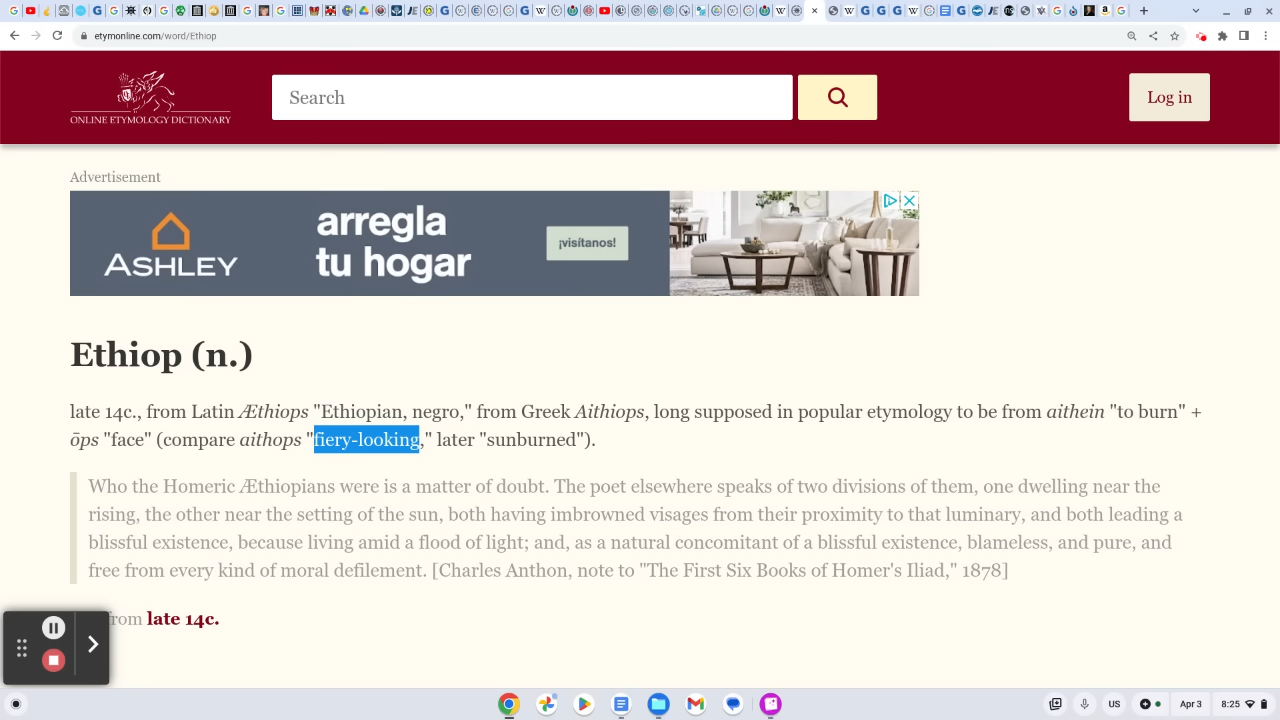 etymonline.com/word/Ethiop
ONLINE ETYMOLOGY DICTIONARY
Search
Log in
Advertisement
ASHLEY
arregla
tu hogar
¡visítanos!
Ethiop (n.)
late 14c., from Latin Æthiops "Ethiopian, negro," from Greek Aithiops, long supposed in popular etymology to be from aithein "to burn" +
ōps "face" (compare aithops "fiery-looking," later "sunburned").
Who the Homeric Æthiopians were is a matter of doubt. The poet elsewhere speaks of two divisions of them, one dwelling near the
rising, the other near the setting of the sun, both having imbrowned visages from their proximity to that luminary, and both leading a
blissful existence, because living amid a flood of light; and, as a natural concomitant of a blissful existence, blameless, and pure, and
free from every kind of moral defilement. [Charles Anthon, note to "The First Six Books of Homer's Iliad," 1878]
from late 14c.
US
Apr 3
8:25